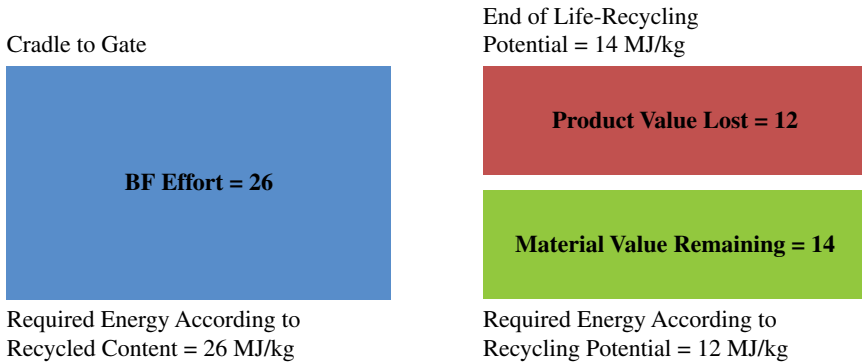 Cradle to Gate
BF Effort = 26
Required Energy According to
Recycled Content = 26 MJ/kg
End of Life-Recycling
Potential = 14 MJ/kg
Product Value Lost = 12
Material Value Remaining = 14
Required Energy According to
Recycling Potential = 12 MJ/kg